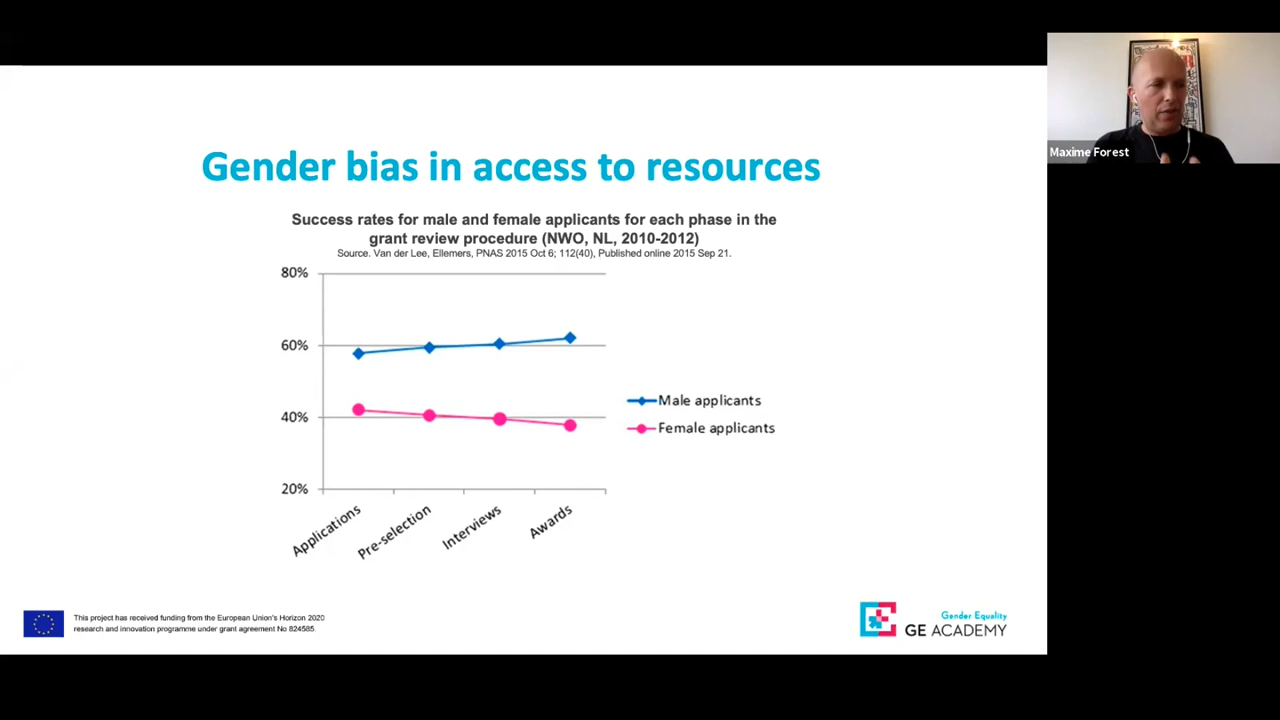 Gender bias in access to resources
Success rates for male and female applicants for each phase in the
grant review procedure (NWO, NL, 2010-2012)
Source. Van der Lee, Ellemers, PNAS 2015 Oct 6; 112(40), Published online 2015 Sep 21.
80%
60%
40%
20%
Applications
Pre-selection
Interviews
Awards
Male applicants
Female applicants
This project has received funding from the European Union's Horizon 2020
research and innovation programme under grant agreement No 824585.
Gender Equality
GE ACADEMY
Maxime Forest